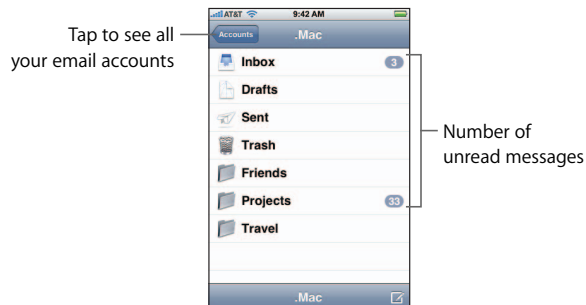 AT&T 9:42 AM
Tap to see all
your email accounts
Accounts .Mac
Inbox 3
Drafts
Sent
Trash
Friends
Number of
unread messages
Projects 33
Travel
.Mac